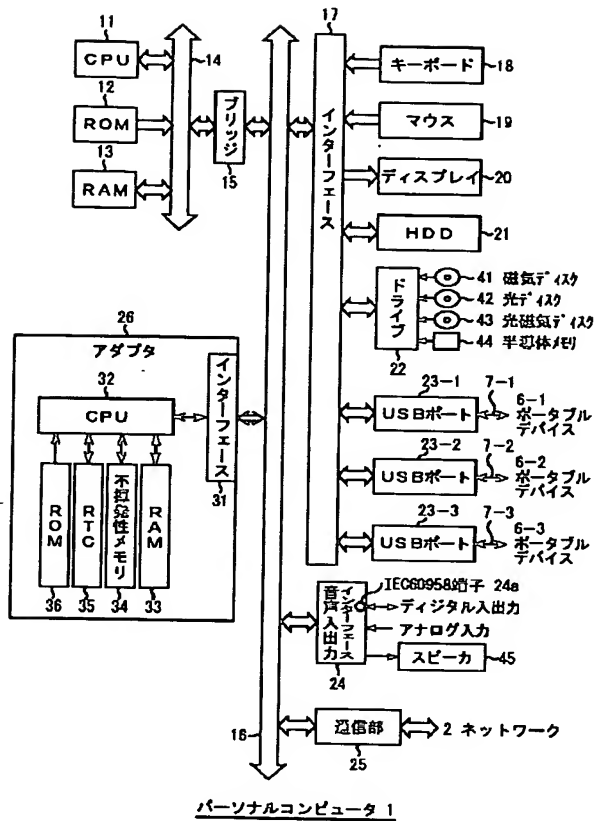 11
CPU
14
12
ROM
13
RAM
ブリッジ
15
17
インターフェース
キーボード
18
マウス
19
ディスプレイ
20
HDD
21
ドライブ
22
41 磁気ディスク
42 光ディスク
43 光磁気ディスク
44 半導体メモリ
23-1
USBポート
7-1
6-1
ポータブル
デバイス
23-2
USBポート
7-2
6-2
ポータブル
デバイス
23-3
USBポート
7-3
6-3
ポータブル
デバイス
26
アダプタ
32
CPU
インターフェース
31
ROM
36
RTC
35
不揮発性メモリ
34
RAM
33
音声入出力
インターフェース
24
IEC60958端子 24a
ディジタル入出力
アナログ入力
スピーカ
45
16
通信部
25
2 ネットワーク
パーソナルコンピュータ 1